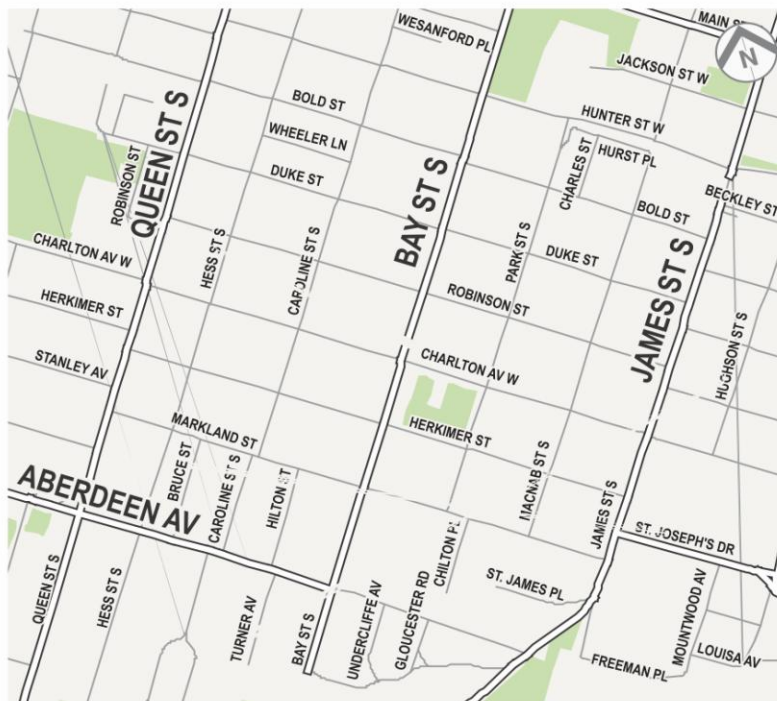 MAIN S
WESANFORD PL
N
JACKSON ST W
BOLD ST
HUNTER ST W
WHEELER LN
HURST PL
CHARLES ST
ROBINSON ST
QUEEN ST S
DUKE ST
BECKLEY ST
BOLD ST
BAY ST S
PARK ST S
CHARLTON AV W
HESS ST S
CAROLINE ST S
DUKE ST
HERKIMER ST
ROBINSON ST
JAMES ST S
HUGHSON ST S
STANLEY AV
CHARLTON AV W
MARKLAND ST
HERKIMER ST
BRUCE ST
CAROLINE ST S
HILTON ST
MACNAB ST S
ABERDEEN AV
JAMES ST S
ST. JOSEPH'S DR
CHILTON PL
QUEEN ST S
HESS ST S
ST. JAMES PL
TURNER AV
BAY ST S
UNDERCLIFFE AV
GLOUCESTER RD
MOUNTWOOD AV
LOUISA AV
FREEMAN PL